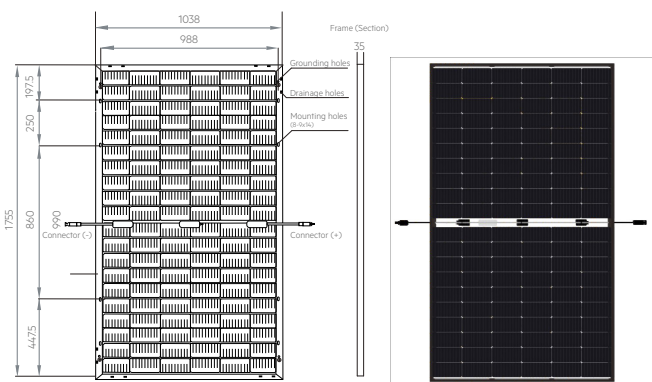 1038
Frame (Section)
988
35
Grounding holes
197.5
Drainage holes
250
Mounting holes
(8-9x14)
1755
860
990
Connector (-)
Connector (+)
447.5